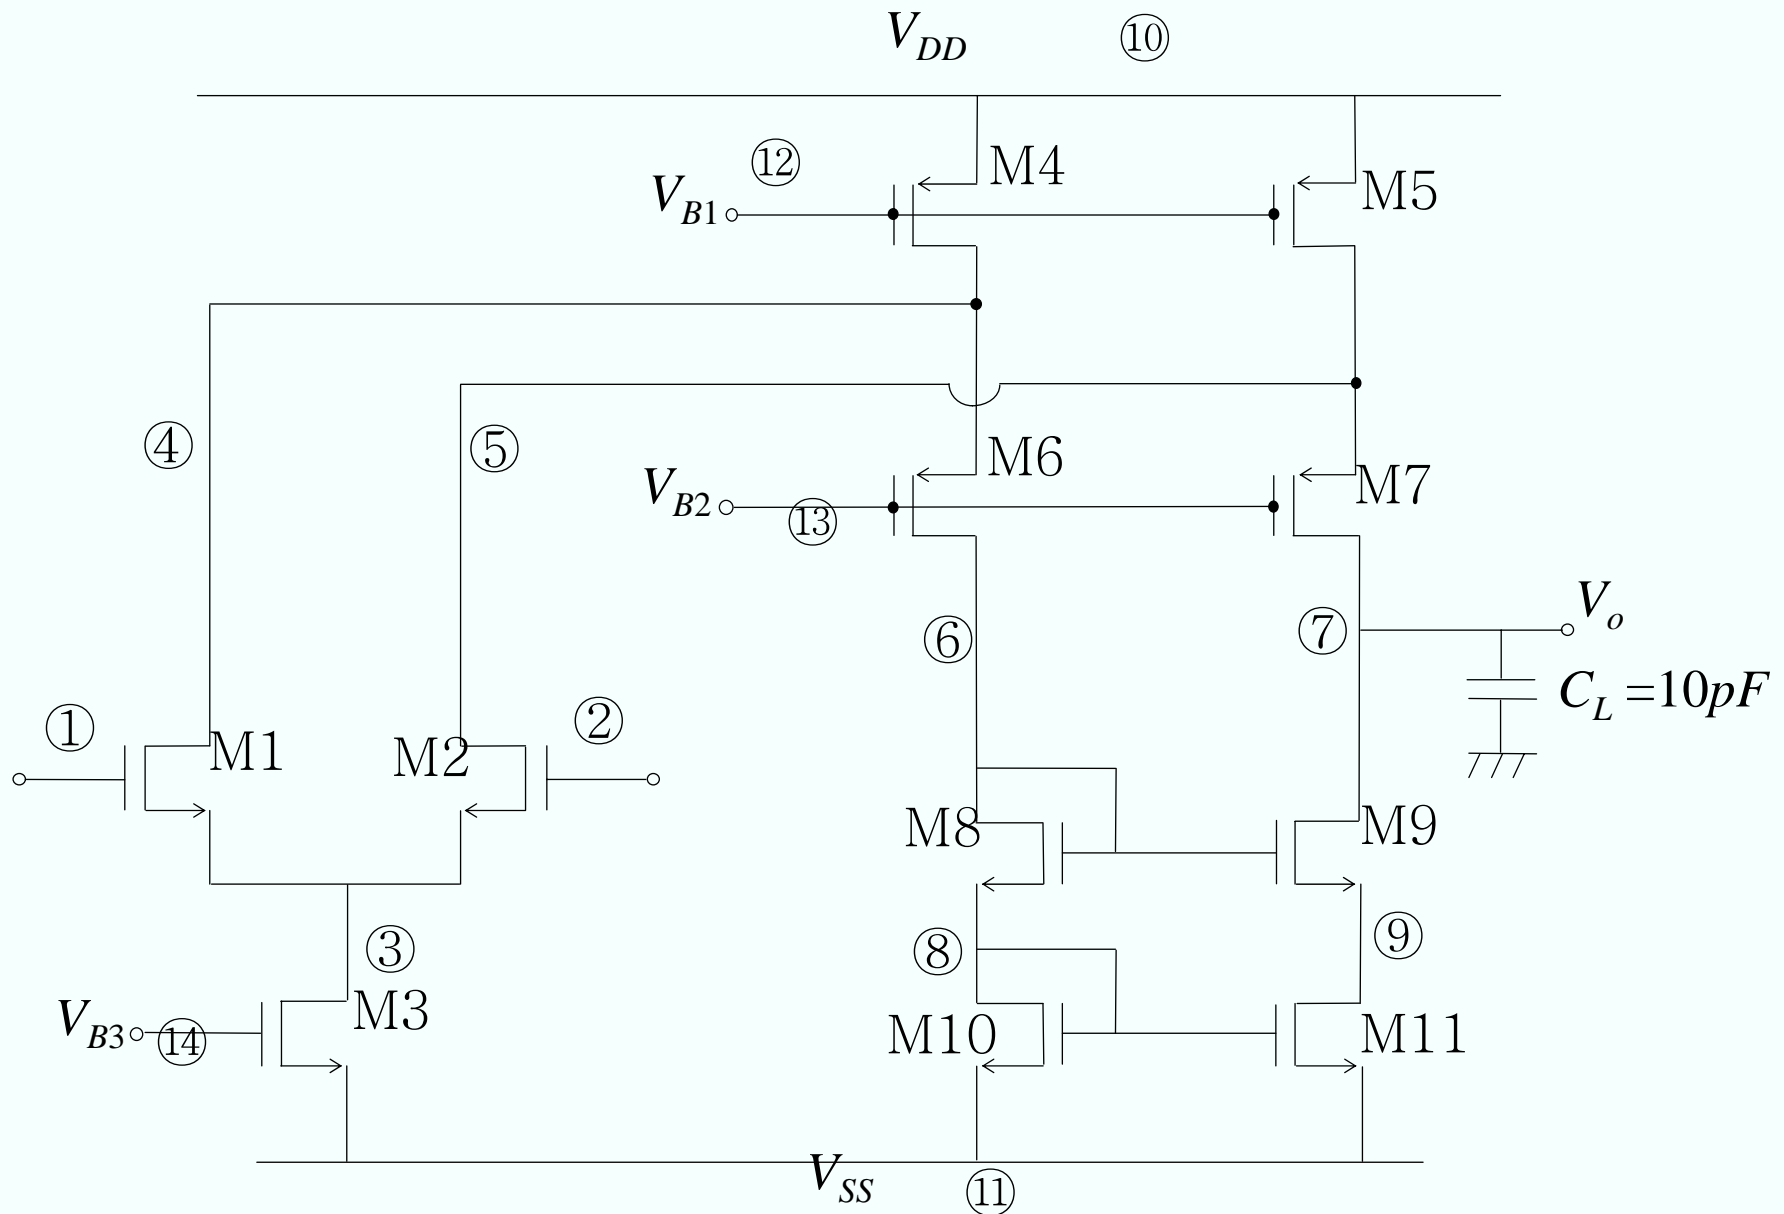 V_DD ⑩
⑫ M4
V_B1 M5
④ ⑤ M6
V_B2 ⑬ M7
⑥ ⑦ V_o
C_L =10pF
① M1 M2 ②
M8 M9
③ ⑧ ⑨
V_B3 ⑭ M3 M10 M11
V_SS ⑪